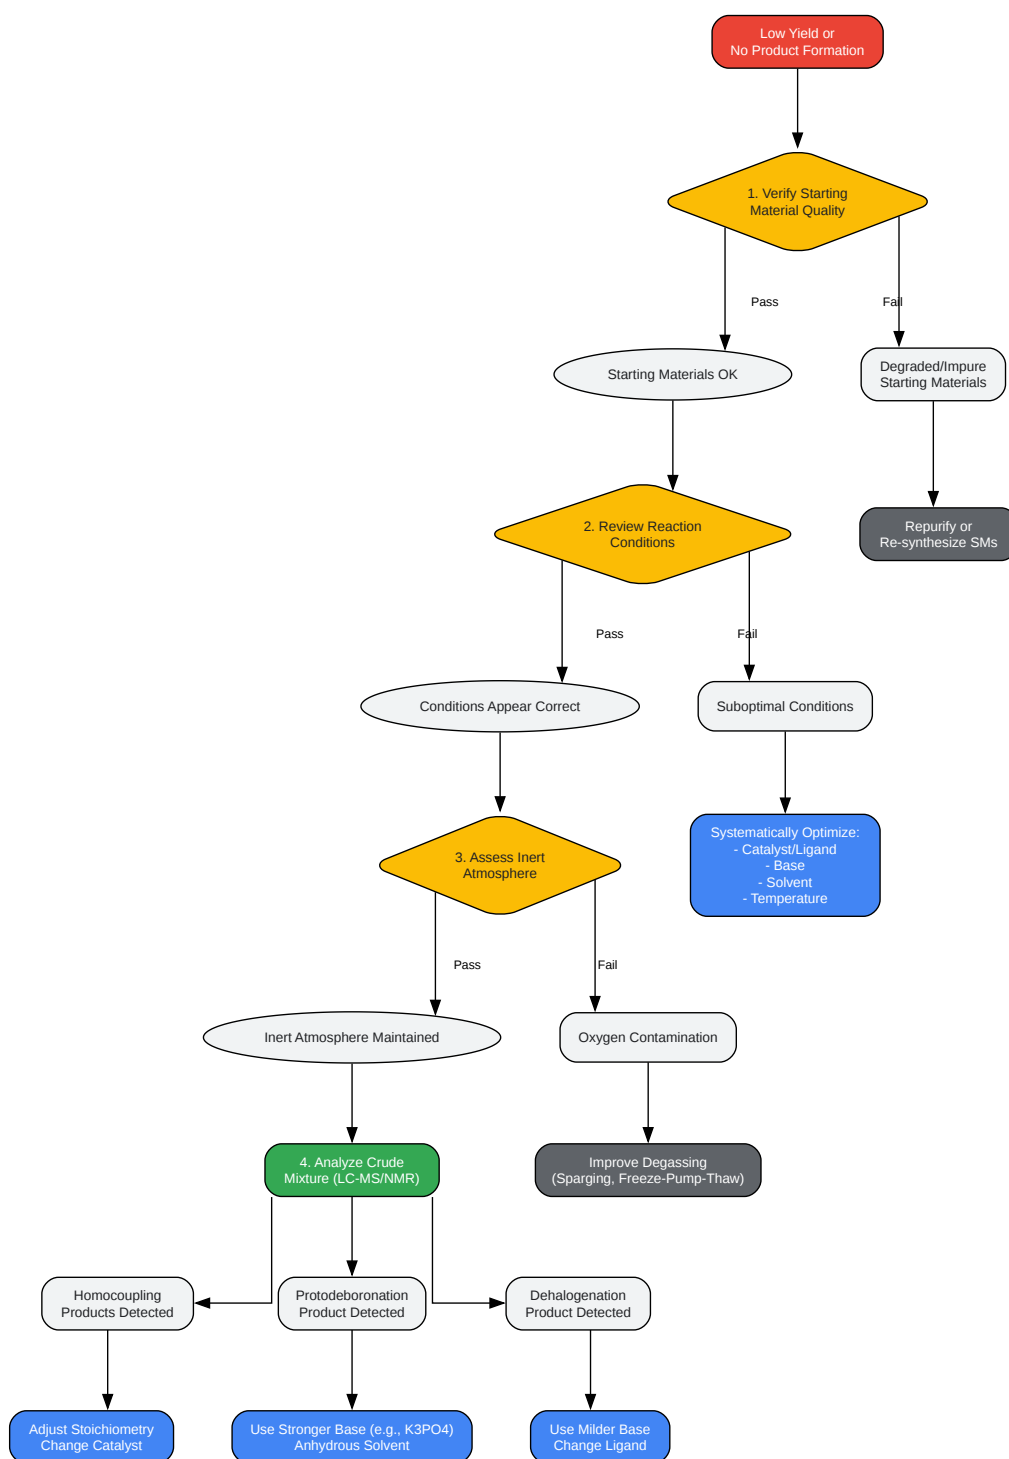 Low Yield or
No Product Formation
1. Verify Starting
Material Quality
Pass
Fail
Starting Materials OK
Degraded/Impure
Starting Materials
2. Review Reaction
Conditions
Repurify or
Re-synthesize SMs
Pass
Fail
Conditions Appear Correct
Suboptimal Conditions
3. Assess Inert
Atmosphere
Systematically Optimize:
- Catalyst/Ligand
- Base
- Solvent
- Temperature
Pass
Fail
Inert Atmosphere Maintained
Oxygen Contamination
4. Analyze Crude
Mixture (LC-MS/NMR)
Improve Degassing
(Sparging, Freeze-Pump-Thaw)
Homocoupling
Products Detected
Protodeboronation
Product Detected
Dehalogenation
Product Detected
Adjust Stoichiometry
Change Catalyst
Use Stronger Base (e.g., K3PO4)
Anhydrous Solvent
Use Milder Base
Change Ligand